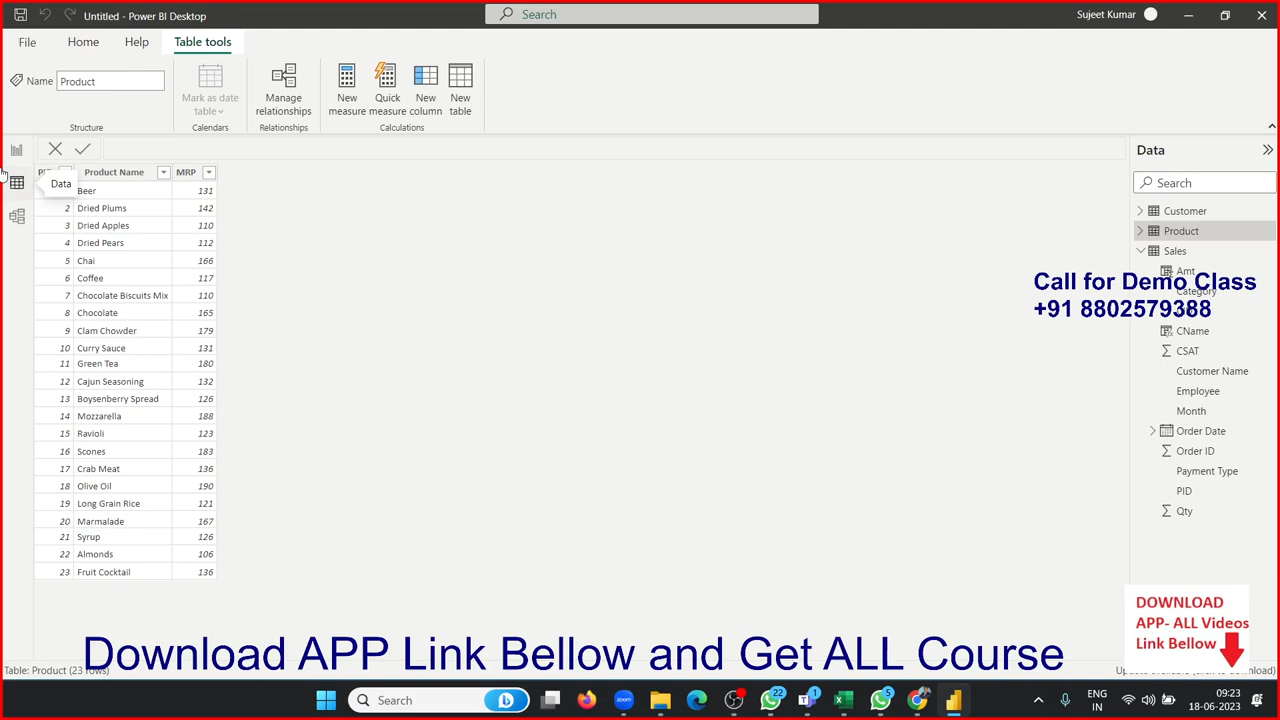 Untitled - Power BI Desktop
Search
Sujeet Kumar
File
Home
Help
Table tools
Name
Product
Mark as date
table
Manage
relationships
New
measure
Quick
measure
New
column
New
table
Structure
Calendars
Relationships
Calculations
Data
Product Name
MRP
Beer 131
2 Dried Plums 142
3 Dried Apples 110
4 Dried Pears 112
5 Chai 166
6 Coffee 117
7 Chocolate Biscuits Mix 110
8 Chocolate 165
9 Clam Chowder 179
10 Curry Sauce 131
11 Green Tea 180
12 Cajun Seasoning 132
13 Boysenberry Spread 126
14 Mozzarella 188
15 Ravioli 123
16 Scones 183
17 Crab Meat 136
18 Olive Oil 190
19 Long Grain Rice 121
20 Marmalade 167
21 Syrup 126
22 Almonds 106
23 Fruit Cocktail 136
Data
Search
Customer
Product
Sales
Amt
Call for Demo Class
Category
+91 8802579388
CName
CSAT
Customer Name
Employee
Month
Order Date
Order ID
Payment Type
PID
Qty
DOWNLOAD
APP- ALL Videos
Link Bellow
Download APP Link Bellow and Get ALL Course
Table: Product (23 rows)
Search
22
1
5
ENG
IN
09:23
18-06-2023